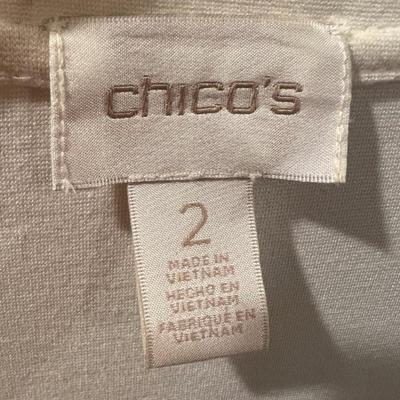 chico's
2
MADE IN
VIETNAM
HECHO EN
VIETNAM
FABRIQUÉ EN
VIETNAM